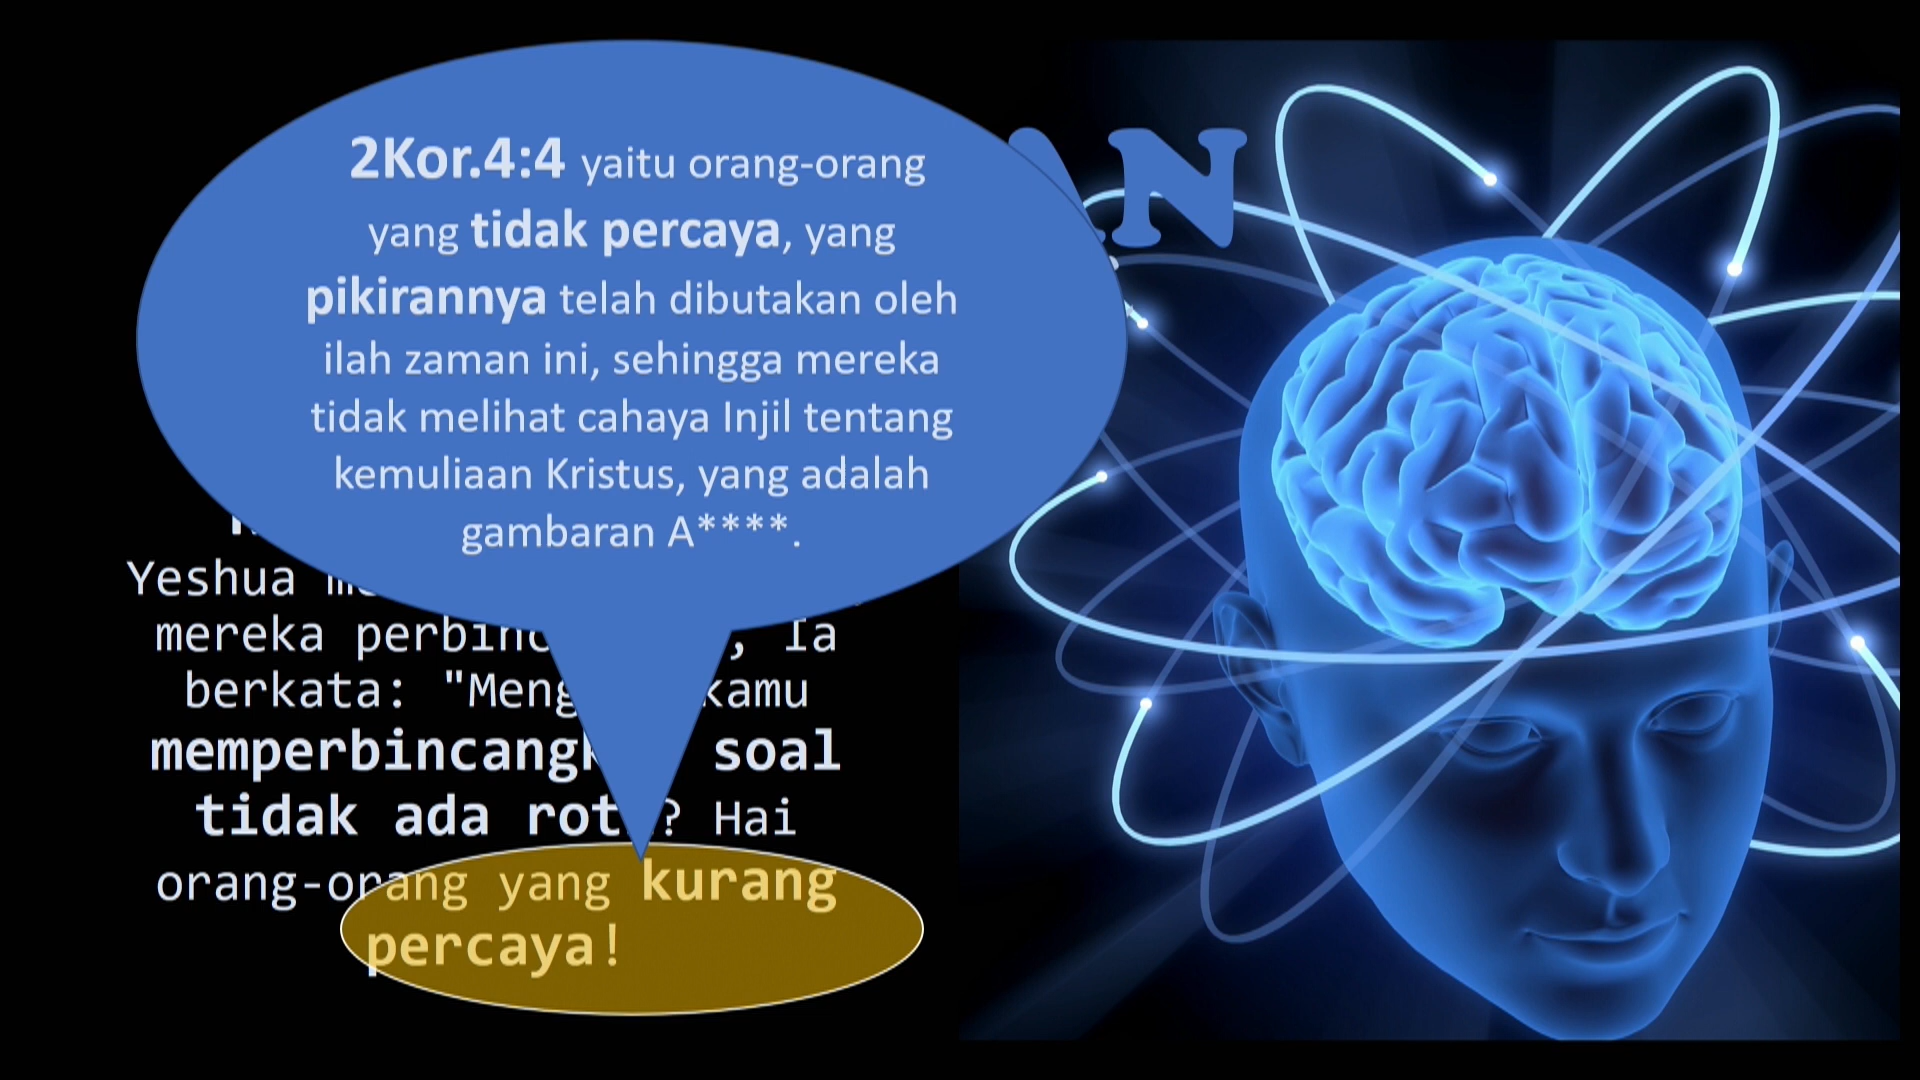 AN
2Kor.4:4 yaitu orang-orang
yang tidak percaya, yang
pikirannya telah dibutakan oleh
ilah zaman ini, sehingga mereka
tidak melihat cahaya Injil tentang
kemuliaan Kristus, yang adalah
gambaran A****.
Yeshua
mereka , Ia
berkata: " kamu
soal
tidak ada ? Hai
orang-orang yang kurang
percaya!